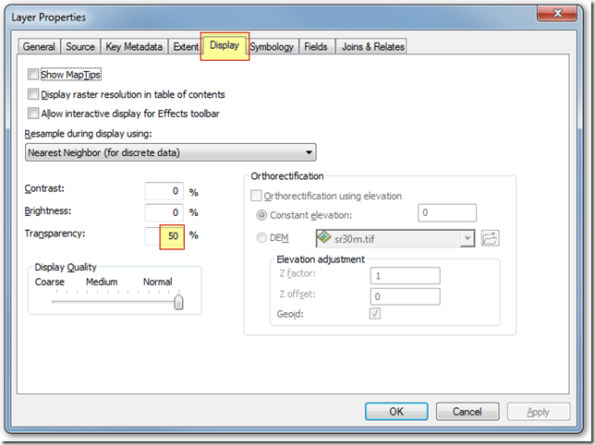 Layer Properties
General Source Key Metadata Extent Display Symbology Fields Joins & Relates
Show MapTips
Display raster resolution in table of contents
Allow interactive display for Effects toolbar
Resample during display using:
Nearest Neighbor (for discrete data)
Contrast: 0 %
Brightness: 0 %
Transparency: 50 %
Display Quality
Coarse Medium Normal
Orthorectification
Orthorectification using elevation
Constant elevation: 0
DEM sr30m.tif
Elevation adjustment
Z factor: 1
Z offset: 0
Geoid:
OK Cancel Apply